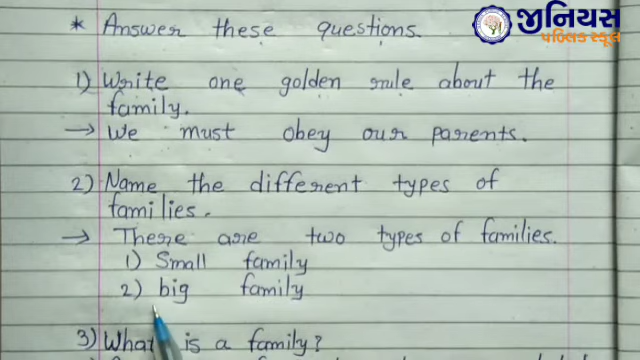 જીનિયસ
પબ્લિક સ્કૂલ
* Answer these questions.
1) Write one golden rule about the
family.
→ We must obey our parents.
2) Name the different types of
families.
→ There are two types of families.
1) Small family
2) big family
3) What is a family?